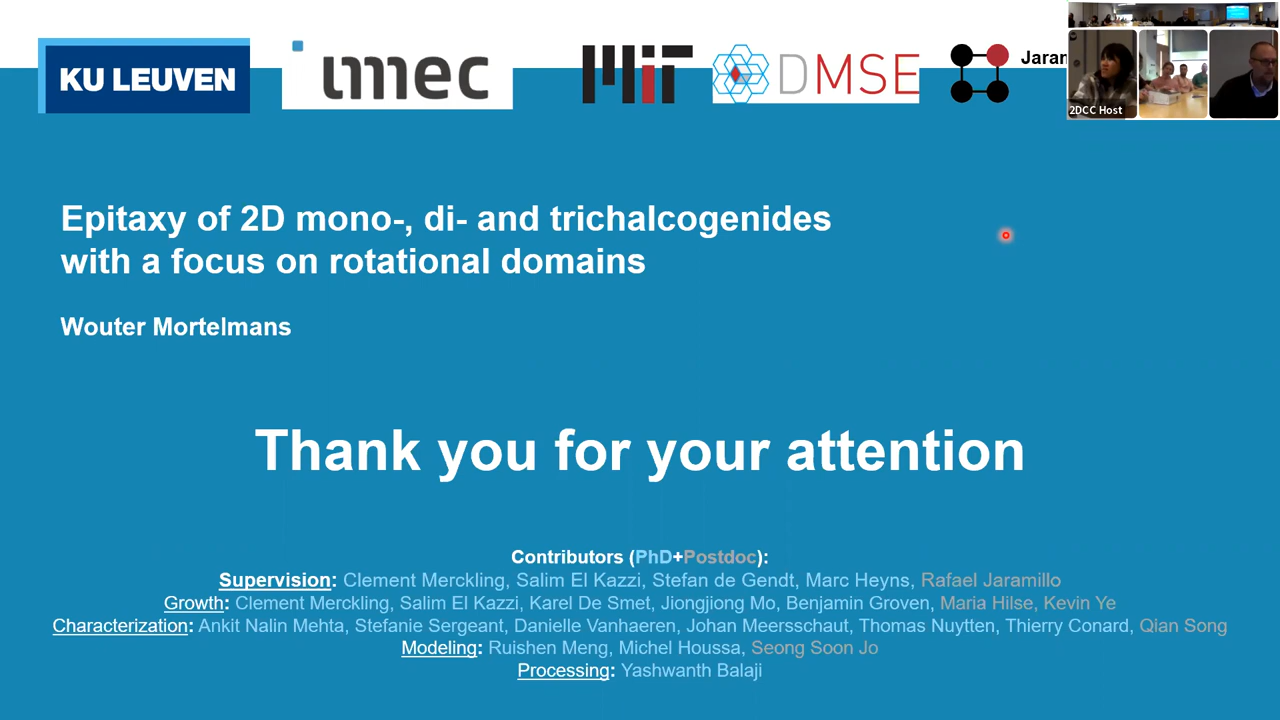 KU LEUVEN
imec
MIT
DMSE
Jaram
2DCC Host
Epitaxy of 2D mono-, di- and trichalcogenides
with a focus on rotational domains
Wouter Mortelmans
Thank you for your attention
Contributors (PhD+Postdoc):
Supervision: Clement Merckling, Salim El Kazzi, Stefan de Gendt, Marc Heyns, Rafael Jaramillo
Growth: Clement Merckling, Salim El Kazzi, Karel De Smet, Jiongjiong Mo, Benjamin Groven, Maria Hilse, Kevin Ye
Characterization: Ankit Nalin Mehta, Stefanie Sergeant, Danielle Vanhaeren, Johan Meersschaut, Thomas Nuytten, Thierry Conard, Qian Song
Modeling: Ruishen Meng, Michel Houssa, Seong Soon Jo
Processing: Yashwanth Balaji